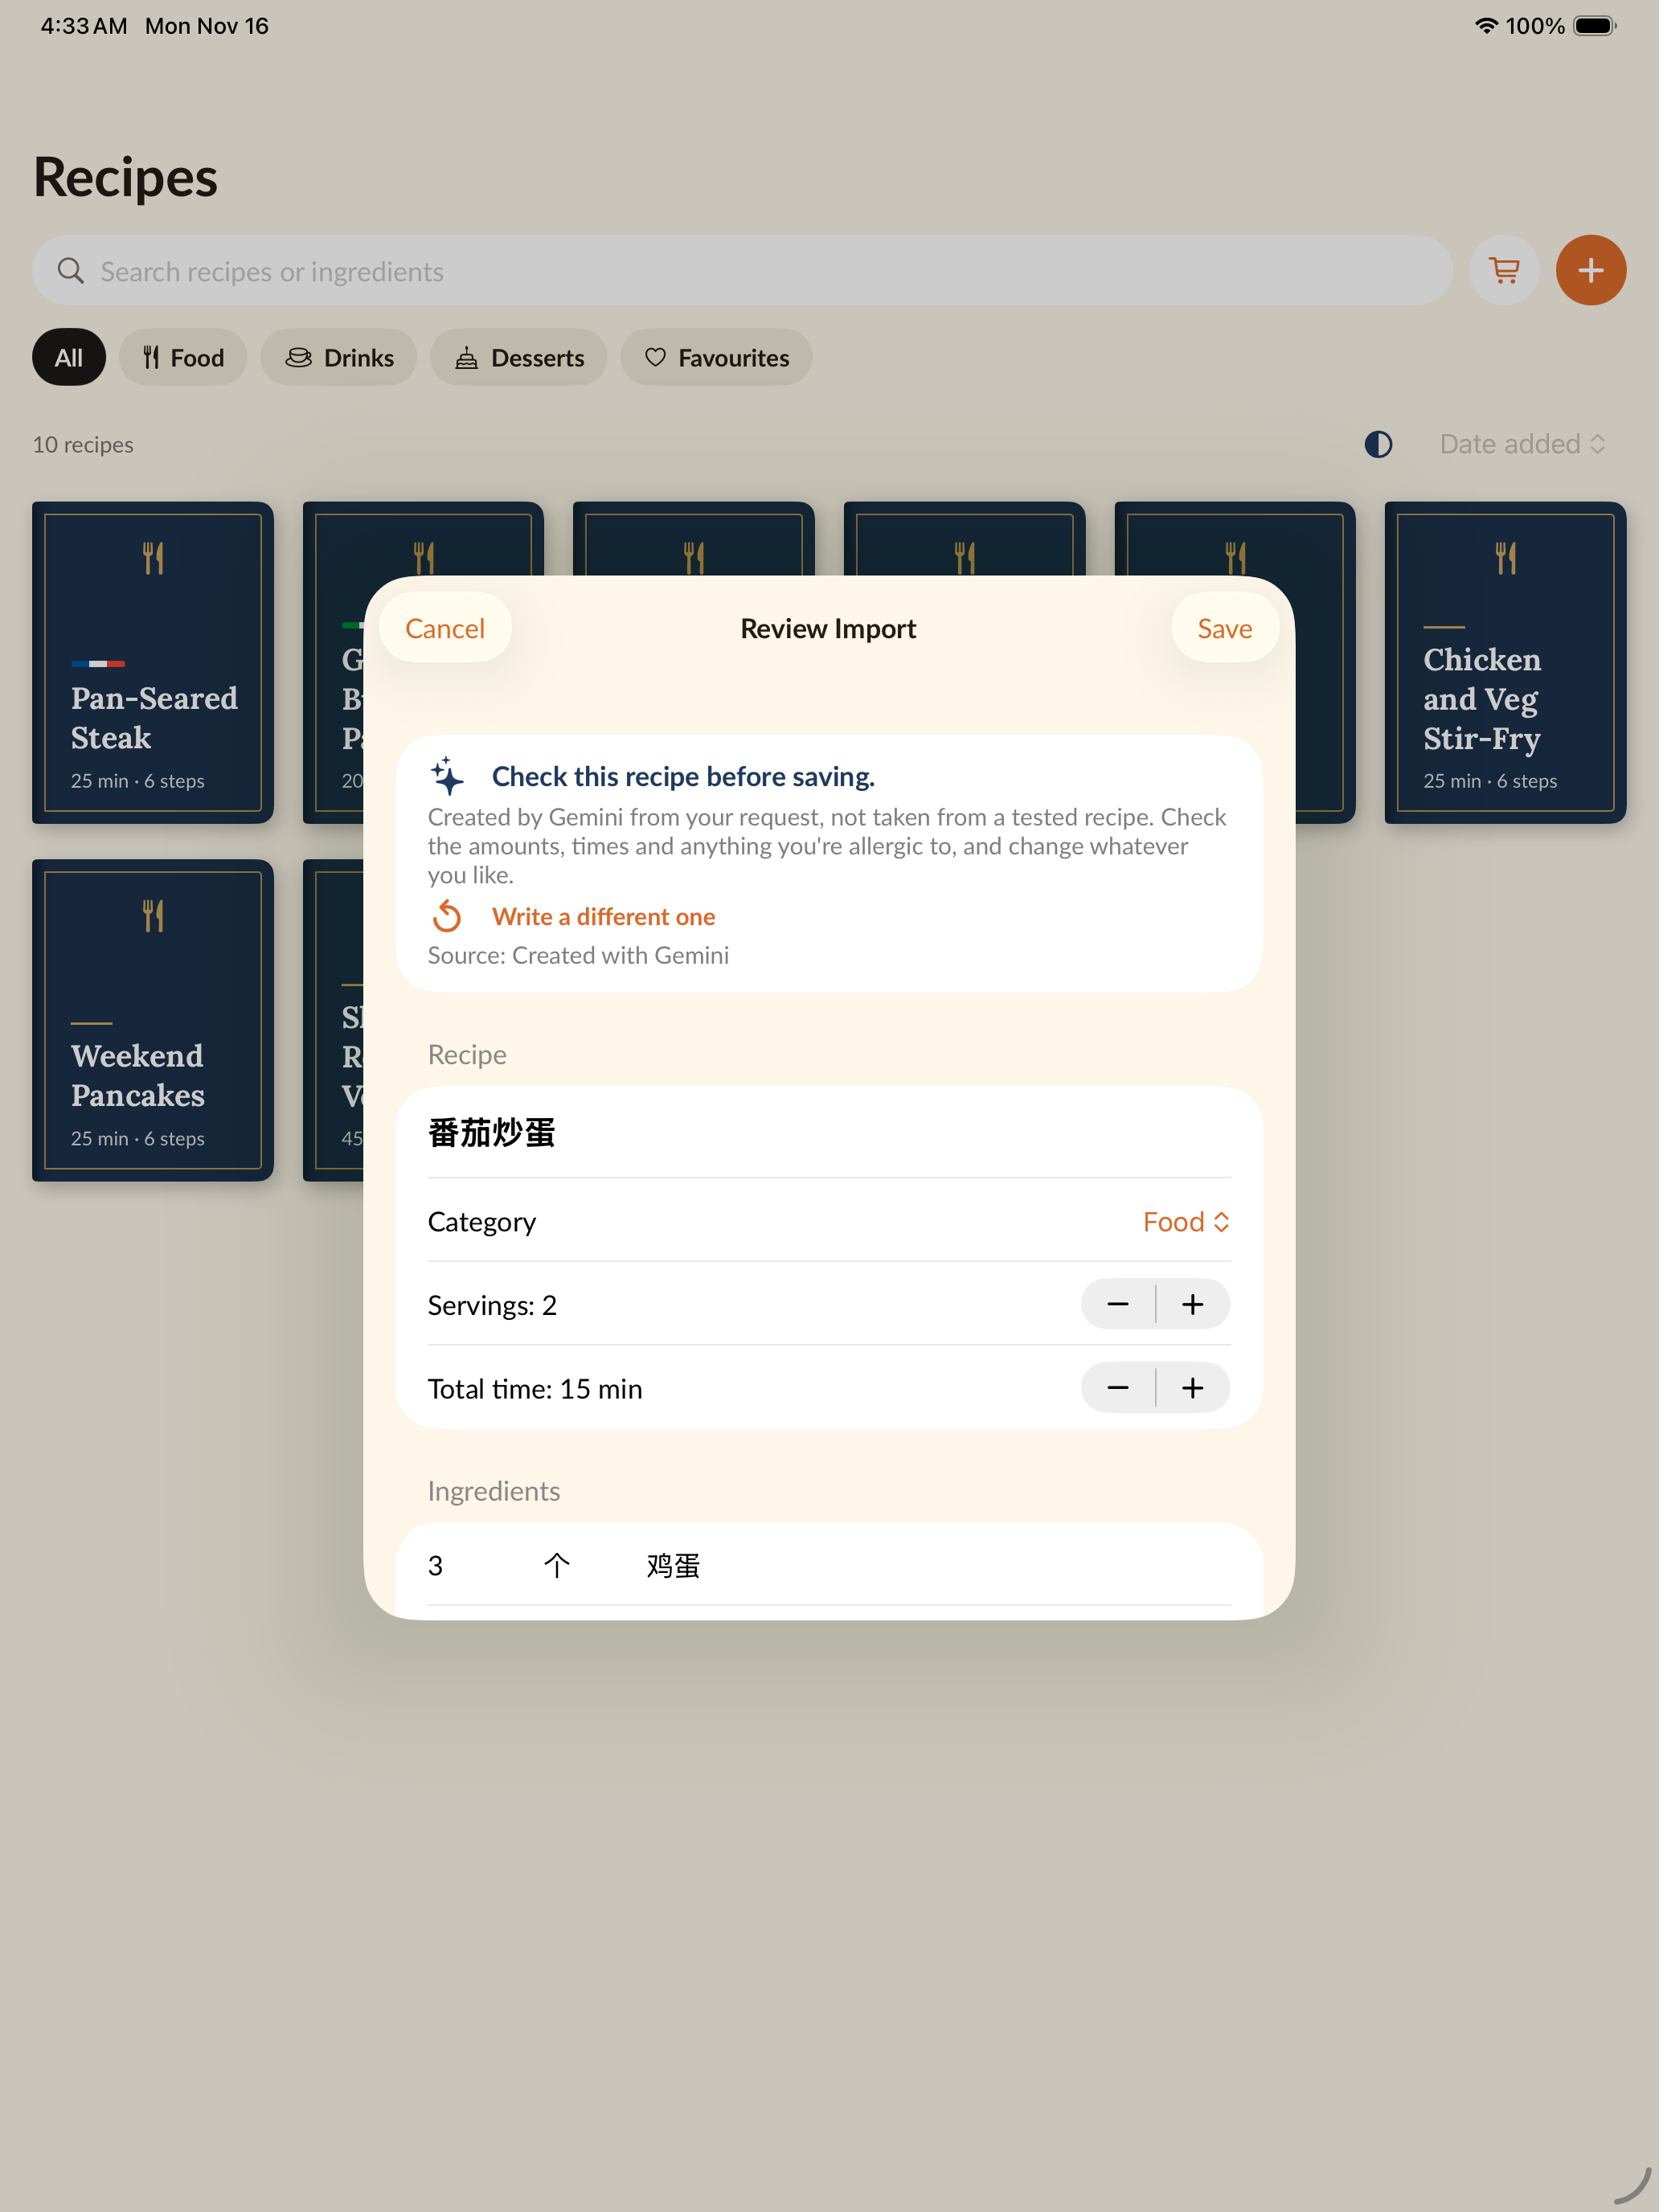 4:33 AM Mon Nov 16
100%
Recipes
Search recipes or ingredients
All
Food
Drinks
Desserts
Favourites
10 recipes
Date added
Pan-Seared
Steak
25 min · 6 steps
Chicken
and Veg
Stir-Fry
25 min · 6 steps
Weekend
Pancakes
25 min · 6 steps
Cancel
Review Import
Save
Check this recipe before saving.
Created by Gemini from your request, not taken from a tested recipe. Check
the amounts, times and anything you're allergic to, and change whatever
you like.
Write a different one
Source: Created with Gemini
Recipe
番茄炒蛋
Category
Food
Servings: 2
Total time: 15 min
Ingredients
3 个 鸡蛋